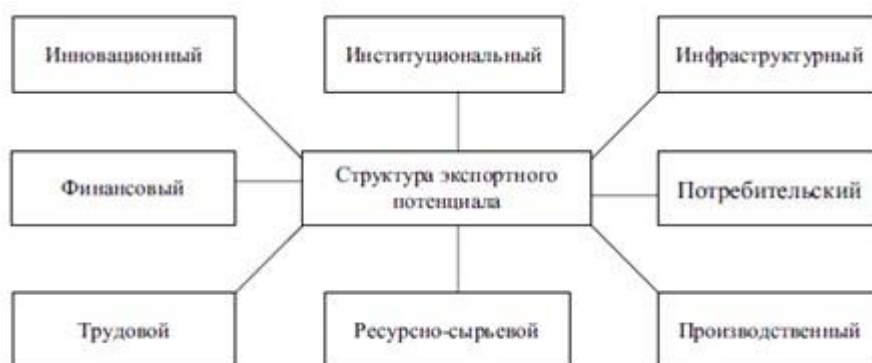 Инновационный
Институциональный
Инфраструктурный
Финансовый
Структура экспортного
потенциала
Потребительский
Трудовой
Ресурсно-сырьевой
Производственный